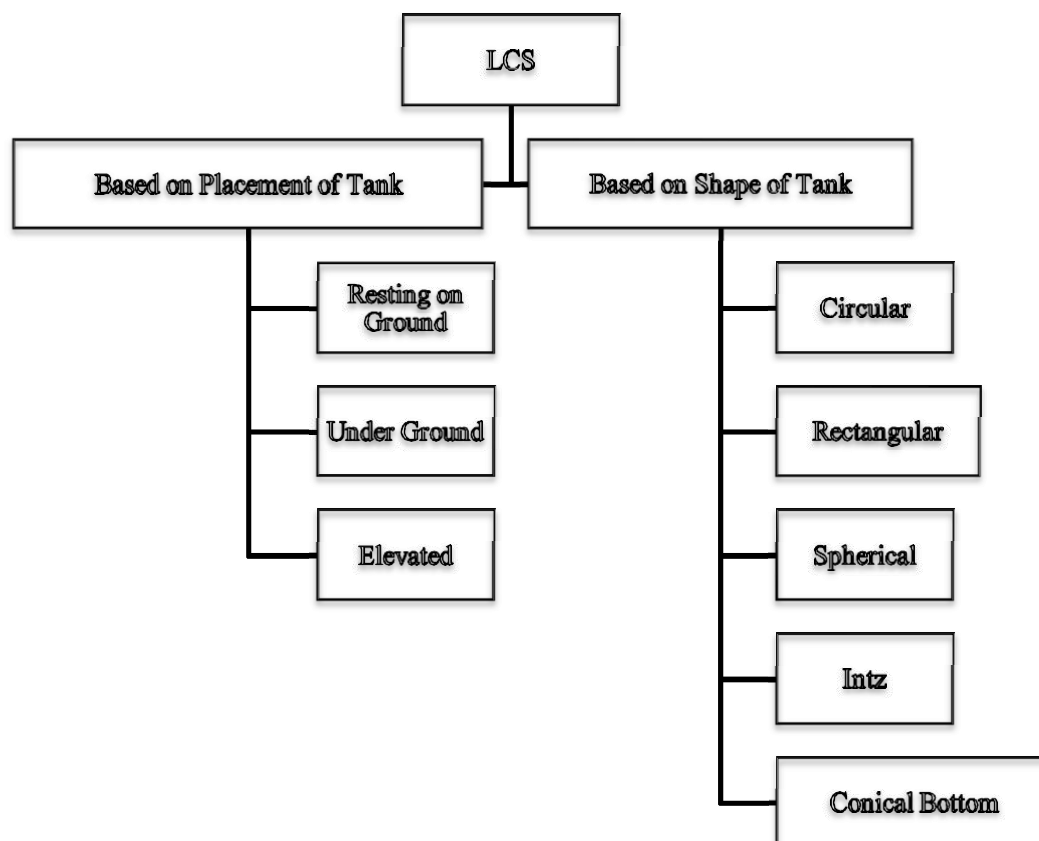 LCS
Based on Placement of Tank
Resting on
Ground
Under Ground
Elevated
Based on Shape of Tank
Circular
Rectangular
Spherical
Intz
Conical Bottom